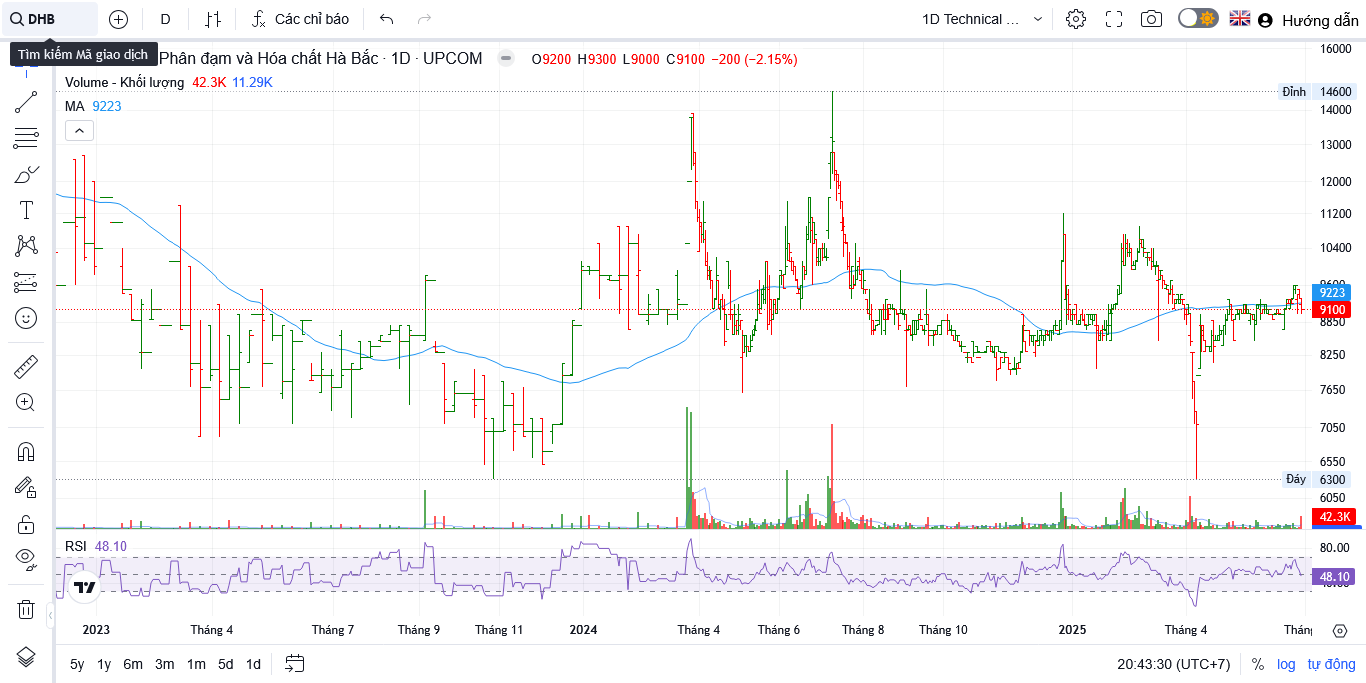 DHB
D
Các chỉ báo
1D Technical ...
Hướng dẫn
Tìm kiếm Mã giao dịch
Phân đạm và Hóa chất Hà Bắc · 1D · UPCOM
O9200 H9300 L9000 C9100 −200 (−2.15%)
Volume - Khối lượng 42.3K 11.29K
MA 9223
16000
Đỉnh 14600
14000
13000
12000
11200
10400
9223
9100
8850
8250
7650
7050
6550
Đáy 6300
6050
42.3K
RSI 48.10
80.00
48.10
2023 Tháng 4 Tháng 7 Tháng 9 Tháng 11 2024 Tháng 4 Tháng 6 Tháng 8 Tháng 10 2025 Tháng 4
5y 1y 6m 3m 1m 5d 1d
20:43:30 (UTC+7) % log tự động